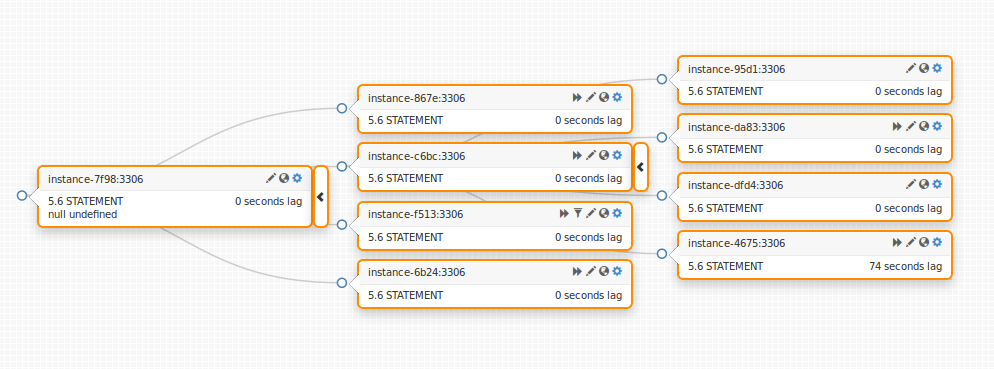 instance-7f98:3306
5.6 STATEMENT 0 seconds lag
null undefined
instance-867e:3306
5.6 STATEMENT 0 seconds lag
instance-c6bc:3306
5.6 STATEMENT 0 seconds lag
instance-f513:3306
5.6 STATEMENT 0 seconds lag
instance-6b24:3306
5.6 STATEMENT 0 seconds lag
instance-95d1:3306
5.6 STATEMENT 0 seconds lag
instance-da83:3306
5.6 STATEMENT 0 seconds lag
instance-dfd4:3306
5.6 STATEMENT 0 seconds lag
instance-4675:3306
5.6 STATEMENT 74 seconds lag